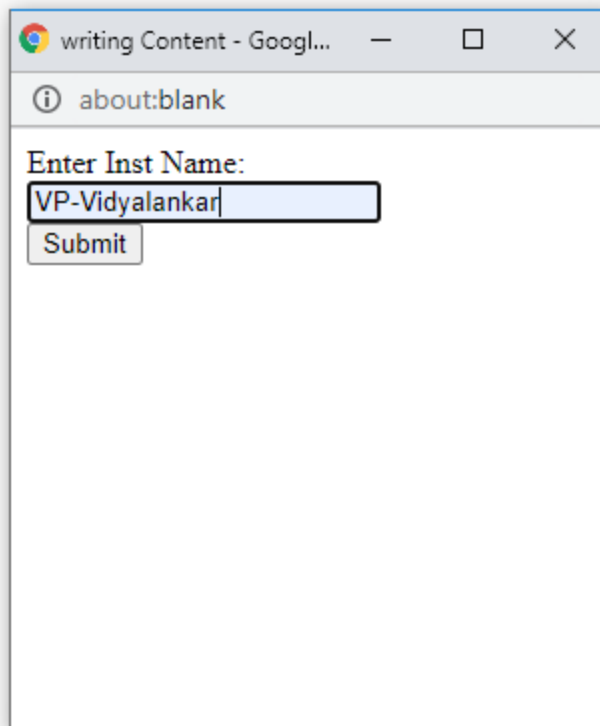 writing Content - Googl...
about:blank
Enter Inst Name:
VP-Vidyalankar
Submit